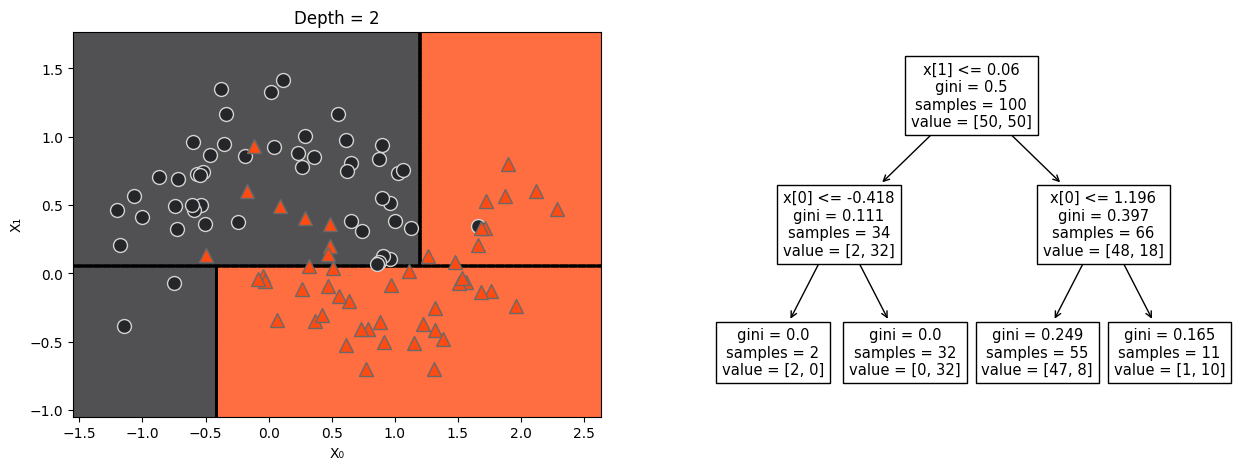 Depth = 2
1.5
1.0
0.5
0.0
−0.5
−1.0
X₁
−1.5
−1.0
−0.5
0.0
0.5
1.0
1.5
2.0
2.5
X₀
x[1] <= 0.06
gini = 0.5
samples = 100
value = [50, 50]
x[0] <= -0.418
gini = 0.111
samples = 34
value = [2, 32]
x[0] <= 1.196
gini = 0.397
samples = 66
value = [48, 18]
gini = 0.0
samples = 2
value = [2, 0]
gini = 0.0
samples = 32
value = [0, 32]
gini = 0.249
samples = 55
value = [47, 8]
gini = 0.165
samples = 11
value = [1, 10]